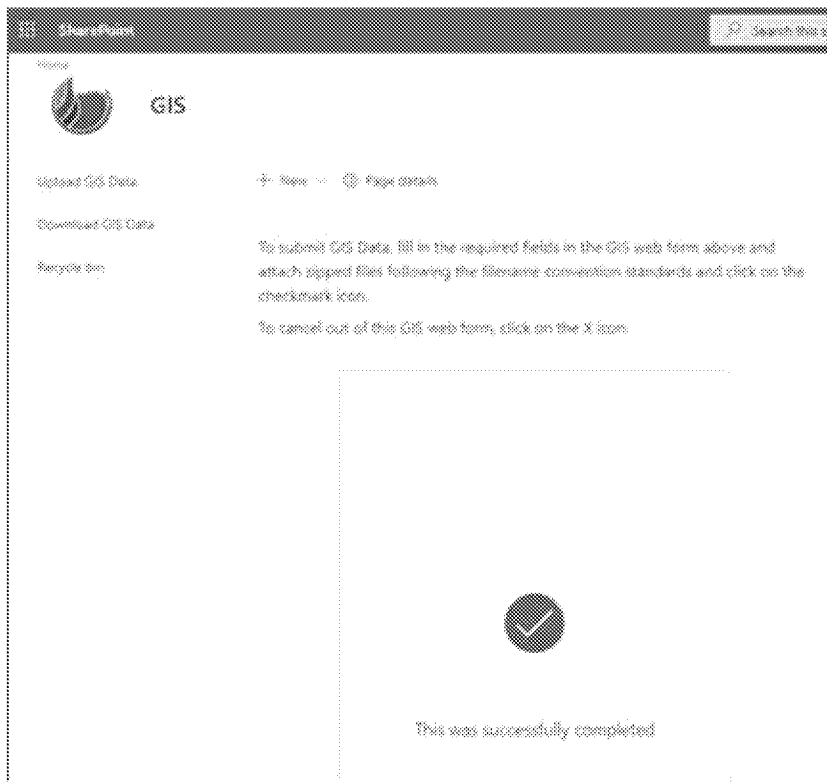 SharePoint
Search this s
Home
GIS
Upload GIS Data
+ New
Page details
Download GIS Data
Recycle bin
To submit GIS Data, fill in the required fields in the GIS web form above and
attach zipped files following the filename convention standards and click on the
checkmark icon.
To cancel out of this GIS web form, click on the X icon.
This was successfully completed